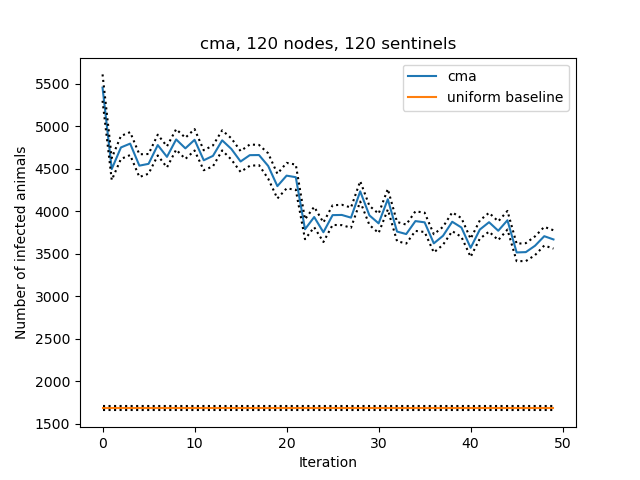 cma, 120 nodes, 120 sentinels
cma
uniform baseline
Number of infected animals
5500
5000
4500
4000
3500
3000
2500
2000
1500
0 10 20 30 40 50
Iteration